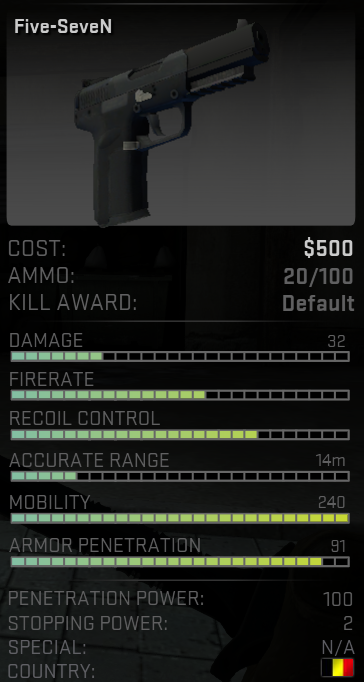 Five-SeveN
COST: $500
AMMO: 20/100
KILL AWARD: Default
DAMAGE 32
FIRERATE
RECOIL CONTROL
ACCURATE RANGE 14m
MOBILITY 240
ARMOR PENETRATION 91
PENETRATION POWER: 100
STOPPING POWER: 2
SPECIAL: N/A
COUNTRY: